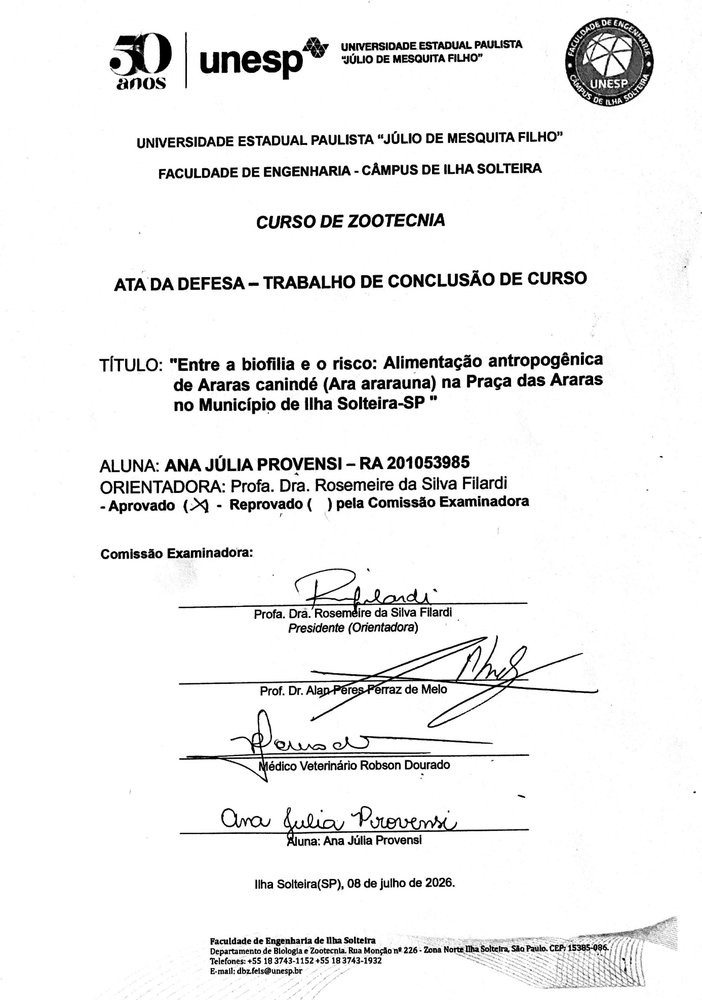 50 anos
unesp
UNIVERSIDADE ESTADUAL PAULISTA
"JÚLIO DE MESQUITA FILHO"
FACULDADE DE ENGENHARIA
UNESP
CÂMPUS DE ILHA SOLTEIRA
UNIVERSIDADE ESTADUAL PAULISTA “JÚLIO DE MESQUITA FILHO”
FACULDADE DE ENGENHARIA - CÂMPUS DE ILHA SOLTEIRA
CURSO DE ZOOTECNIA
ATA DA DEFESA – TRABALHO DE CONCLUSÃO DE CURSO
TÍTULO: "Entre a biofilia e o risco: Alimentação antropogênica
de Araras canindé (Ara ararauna) na Praça das Araras
no Município de Ilha Solteira-SP "
ALUNA: ANA JÚLIA PROVENSI – RA 201053985
ORIENTADORA: Profa. Dra. Rosemeire da Silva Filardi
- Aprovado (X) - Reprovado ( ) pela Comissão Examinadora
Comissão Examinadora:
RFilardi
Profa. Dra. Rosemeire da Silva Filardi
Presidente (Orientadora)
Prof. Dr. Alan Peres Ferraz de Melo
Médico Veterinário Robson Dourado
Ana Julia Provensi
Aluna: Ana Júlia Provensi
Ilha Solteira(SP), 08 de julho de 2026.
Faculdade de Engenharia de Ilha Solteira
Departamento de Biologia e Zootecnia. Rua Monção nº 226 - Zona Norte Ilha Solteira, São Paulo. CEP: 15385-086.
Telefones: +55 18 3743-1152 +55 18 3743-1932
E-mail: dbz.feis@unesp.br